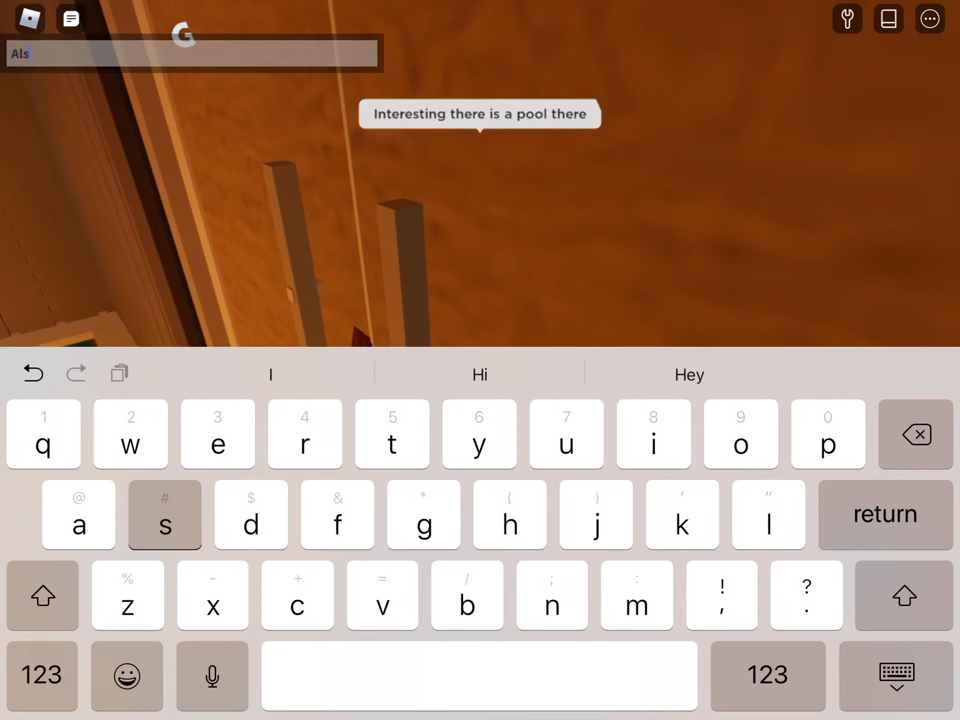 G
Als
Interesting there is a pool there
I Hi Hey
1 2 3 4 5 6 7 8 9 0
q w e r t y u i o p
@ # $ & * ( ) ' "
a s d f g h j k l return
% - + = / ; : ! ?
z x c v b n m , .
123 123